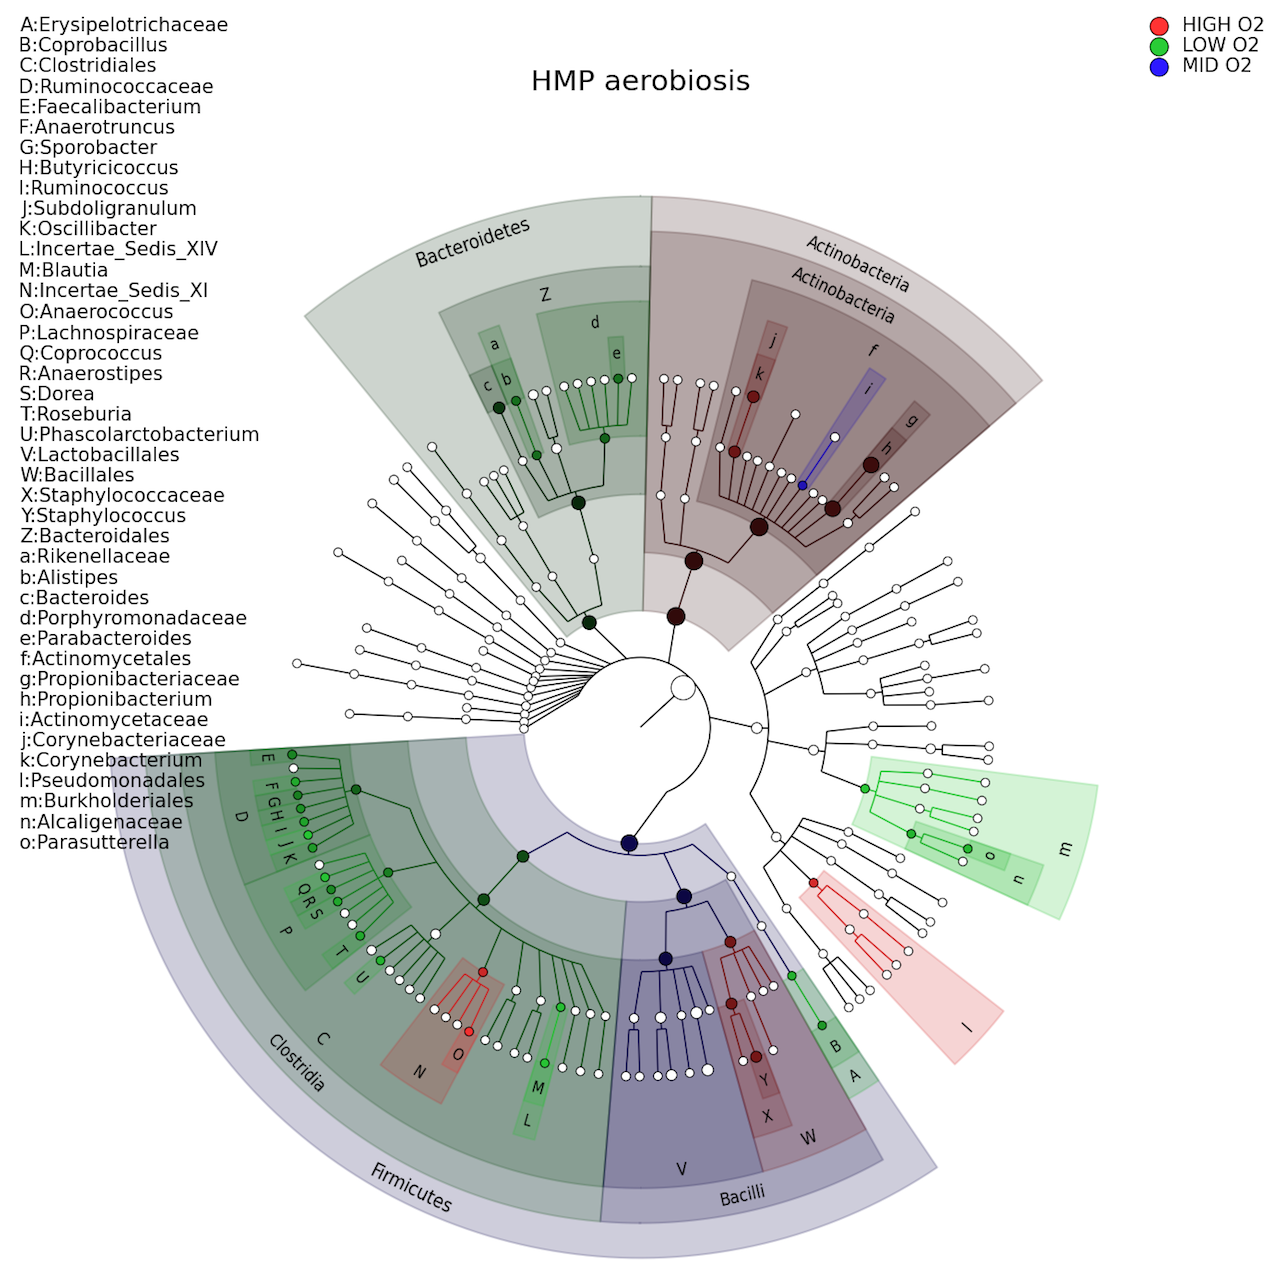 A:Erysipelotrichaceae
B:Coprobacillus
C:Clostridiales
D:Ruminococcaceae
E:Faecalibacterium
F:Anaerotruncus
G:Sporobacter
H:Butyricicoccus
I:Ruminococcus
J:Subdoligranulum
K:Oscillibacter
L:Incertae_Sedis_XIV
M:Blautia
N:Incertae_Sedis_XI
O:Anaerococcus
P:Lachnospiraceae
Q:Coprococcus
R:Anaerostipes
S:Dorea
T:Roseburia
U:Phascolarctobacterium
V:Lactobacillales
W:Bacillales
X:Staphylococcaceae
Y:Staphylococcus
Z:Bacteroidales
a:Rikenellaceae
b:Alistipes
c:Bacteroides
d:Porphyromonadaceae
e:Parabacteroides
f:Actinomycetales
g:Propionibacteriaceae
h:Propionibacterium
i:Actinomycetaceae
j:Corynebacteriaceae
k:Corynebacterium
l:Pseudomonadales
m:Burkholderiales
n:Alcaligenaceae
o:Parasutterella
HIGH O2
LOW O2
MID O2
HMP aerobiosis
Bacteroidetes
Z
d
a
e
b
c
Actinobacteria
Actinobacteria
j
k
f
i
g
h
m
o
n
l
E
F
G
H
I
J
K
D
Q
R
S
P
T
U
C
Clostridia
N
O
M
L
Firmicutes
V
Bacilli
W
X
Y
B
A